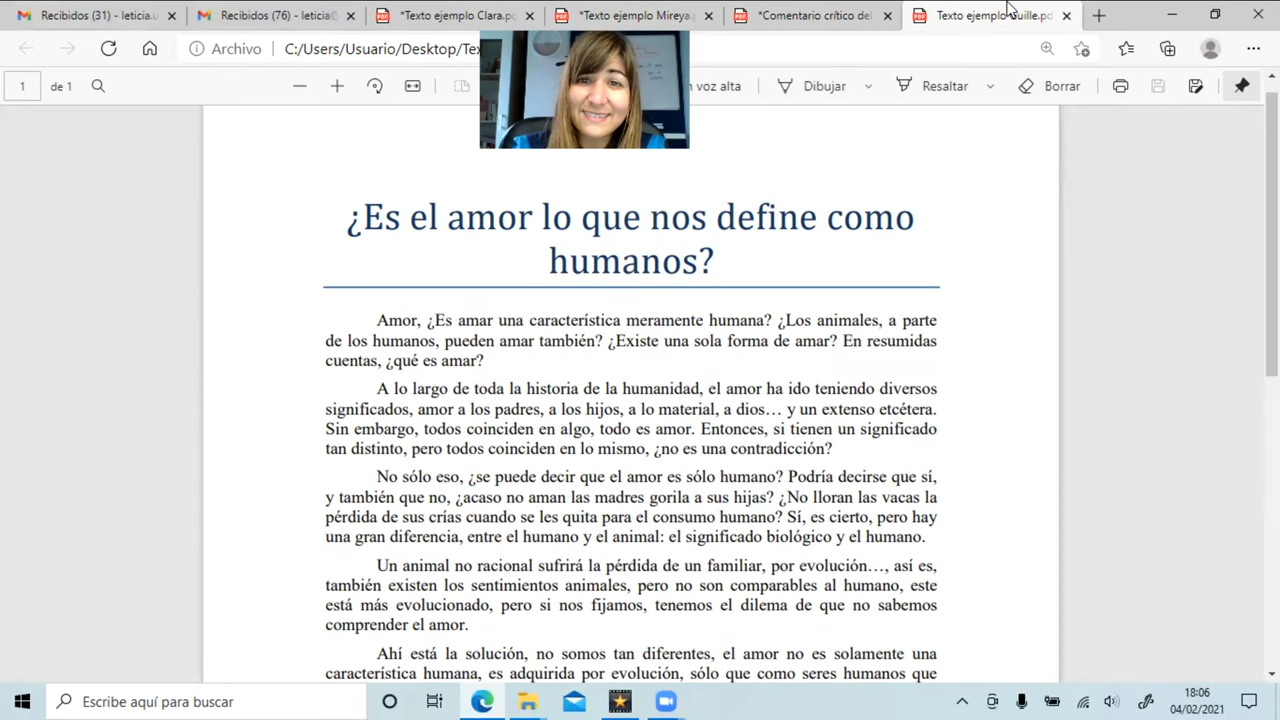 Recibidos (31) - leticia.u
Recibidos (76) - leticia@
*Texto ejemplo Clara.pd
*Texto ejemplo Mireya.
*Comentario crítico del
Texto ejemplo Guille.pd
Archivo
C:/Users/Usuario/Desktop/Te
1
de 1
n voz alta
Dibujar
Resaltar
Borrar
¿Es el amor lo que nos define como
humanos?
Amor, ¿Es amar una característica meramente humana? ¿Los animales, a parte
de los humanos, pueden amar también? ¿Existe una sola forma de amar? En resumidas
cuentas, ¿qué es amar?
A lo largo de toda la historia de la humanidad, el amor ha ido teniendo diversos
significados, amor a los padres, a los hijos, a lo material, a dios… y un extenso etcétera.
Sin embargo, todos coinciden en algo, todo es amor. Entonces, si tienen un significado
tan distinto, pero todos coinciden en lo mismo, ¿no es una contradicción?
No sólo eso, ¿se puede decir que el amor es sólo humano? Podría decirse que sí,
y también que no, ¿acaso no aman las madres gorila a sus hijas? ¿No lloran las vacas la
pérdida de sus crías cuando se les quita para el consumo humano? Sí, es cierto, pero hay
una gran diferencia, entre el humano y el animal: el significado biológico y el humano.
Un animal no racional sufrirá la pérdida de un familiar, por evolución…, así es,
también existen los sentimientos animales, pero no son comparables al humano, este
está más evolucionado, pero si nos fijamos, tenemos el dilema de que no sabemos
comprender el amor.
Ahí está la solución, no somos tan diferentes, el amor no es solamente una
característica humana, es adquirida por evolución, sólo que como seres humanos que
Escribe aquí para buscar
18:06
04/02/2021